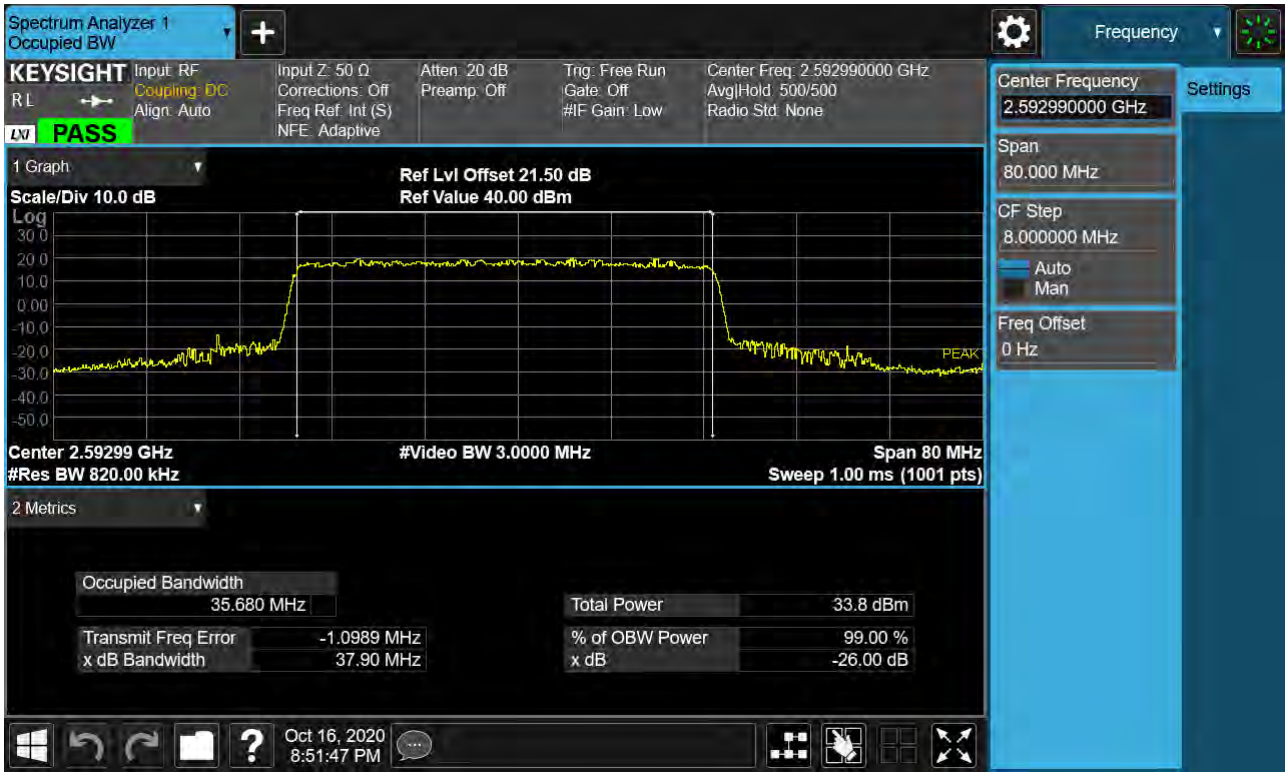 Spectrum Analyzer 1
Occupied BW
+
Frequency
KEYSIGHT
RL
LXI PASS
Input: RF
Coupling: DC
Align: Auto
Input Z: 50 Ω
Corrections: Off
Freq Ref: Int (S)
NFE: Adaptive
Atten: 20 dB
Preamp: Off
Trig: Free Run
Gate: Off
#IF Gain: Low
Center Freq: 2.592990000 GHz
Avg|Hold: 500/500
Radio Std: None
Center Frequency
2.592990000 GHz
Settings
Span
80.000 MHz
CF Step
8.000000 MHz
Auto
Man
Freq Offset
0 Hz
1 Graph
Scale/Div 10.0 dB
Ref Lvl Offset 21.50 dB
Ref Value 40.00 dBm
Log
30.0
20.0
10.0
0.00
-10.0
-20.0
-30.0
-40.0
-50.0
PEAK
Center 2.59299 GHz
#Res BW 820.00 kHz
#Video BW 3.0000 MHz
Span 80 MHz
Sweep 1.00 ms (1001 pts)
2 Metrics
Occupied Bandwidth
35.680 MHz
Transmit Freq Error -1.0989 MHz
x dB Bandwidth 37.90 MHz
Total Power 33.8 dBm
% of OBW Power 99.00 %
x dB -26.00 dB
?
Oct 16, 2020
8:51:47 PM